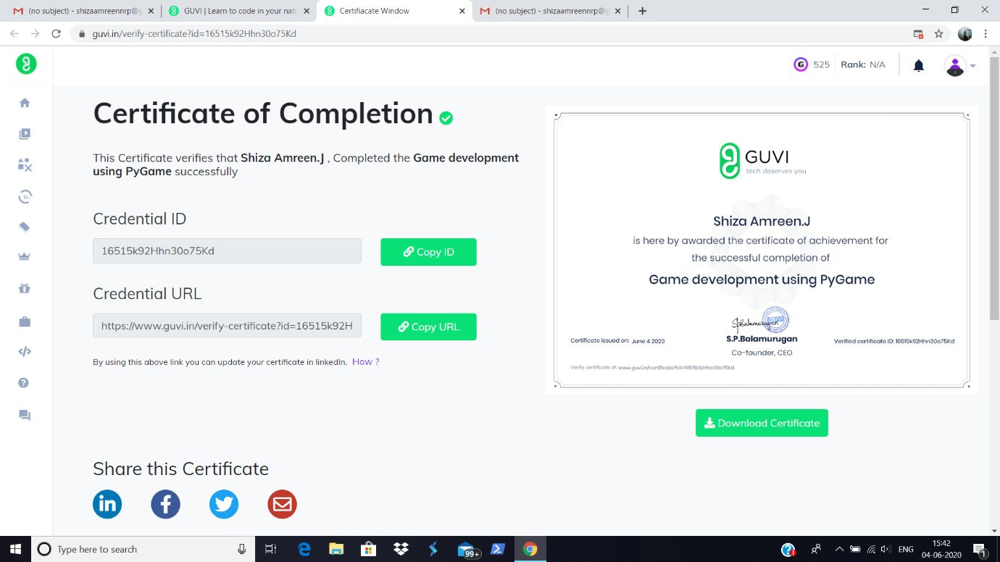 (no subject) - shizaamreennrp@g
GUVI | Learn to code in your nati
Certifiacate Window
(no subject) - shizaamreennrp@g
guvi.in/verify-certificate?id=16515k92Hhn30o75Kd
G 525 Rank: N/A
Certificate of Completion
This Certificate verifies that Shiza Amreen.J , Completed the Game development
using PyGame successfully
Credential ID
16515k92Hhn30o75Kd
Copy ID
Credential URL
https://www.guvi.in/verify-certificate?id=16515k92H
Copy URL
By using this above link you can update your certificate in linkedIn. How ?
GUVI
tech deserves you
Shiza Amreen.J
is here by awarded the certificate of achievement for
the successful completion of
Game development using PyGame
S.P.Balamurugan
Co-founder, CEO
Certificate issued on: June 4 2020
Verified certificate ID: 16515k92Hhn30o75Kd
Verify certificate at: www.guvi.in/certificate?id=16515k92Hhn30o75Kd
Download Certificate
Share this Certificate
in
f
Type here to search
99+
ENG
15:42
04-06-2020
1